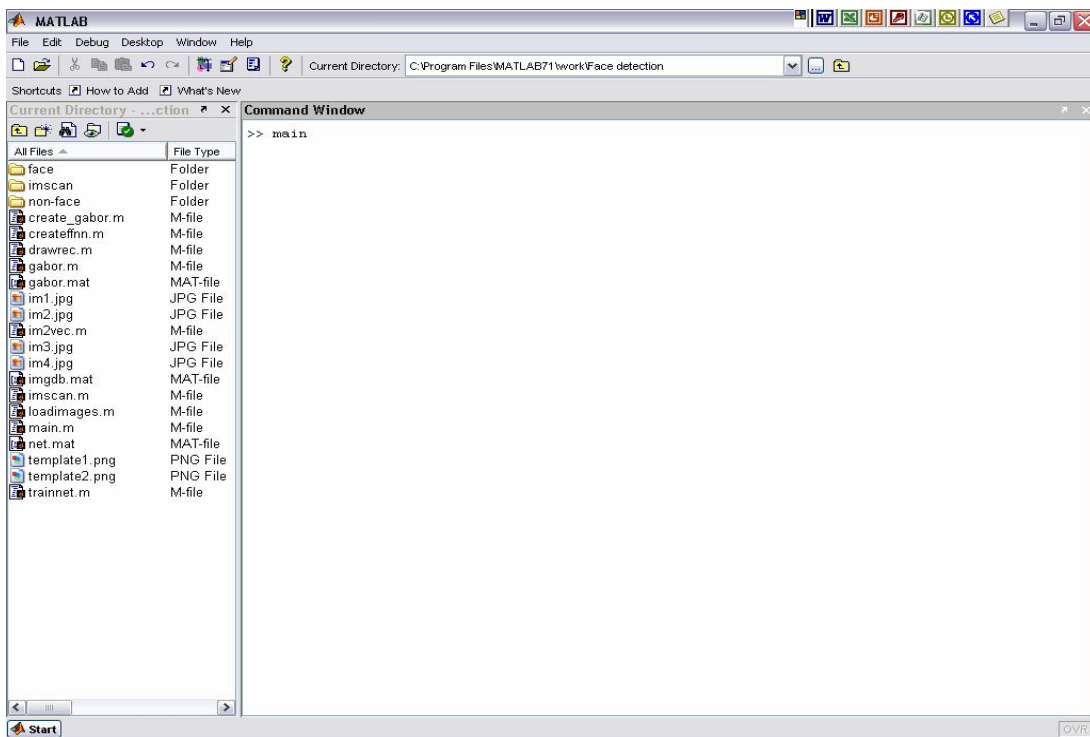 MATLAB
File Edit Debug Desktop Window Help
Current Directory: C:\Program Files\MATLAB71\work\Face detection
Shortcuts How to Add What's New
Current Directory - ...ction
All Files File Type
face Folder
imscan Folder
non-face Folder
create_gabor.m M-file
createffnn.m M-file
drawrec.m M-file
gabor.m M-file
gabor.mat MAT-file
im1.jpg JPG File
im2.jpg JPG File
im2vec.m M-file
im3.jpg JPG File
im4.jpg JPG File
imgdb.mat MAT-file
imscan.m M-file
loadimages.m M-file
main.m M-file
net.mat MAT-file
template1.png PNG File
template2.png PNG File
trainnet.m M-file
Command Window
>> main
Start
OVR